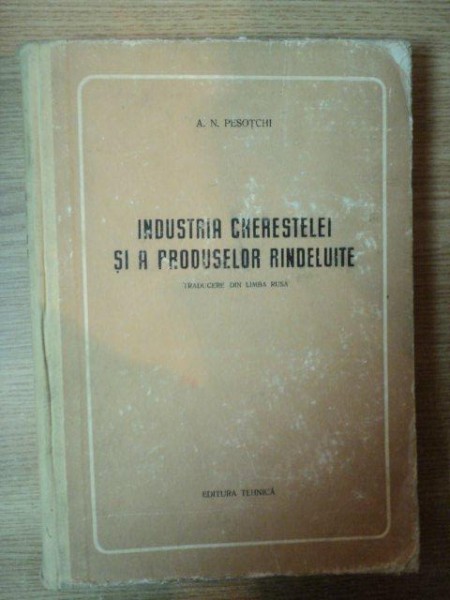 A. N. PESOȚCHI
INDUSTRIA CHERESTELEI
ȘI A PRODUSELOR RINDELUITE
TRADUCERE DIN LIMBA RUSĂ
EDITURA TEHNICĂ